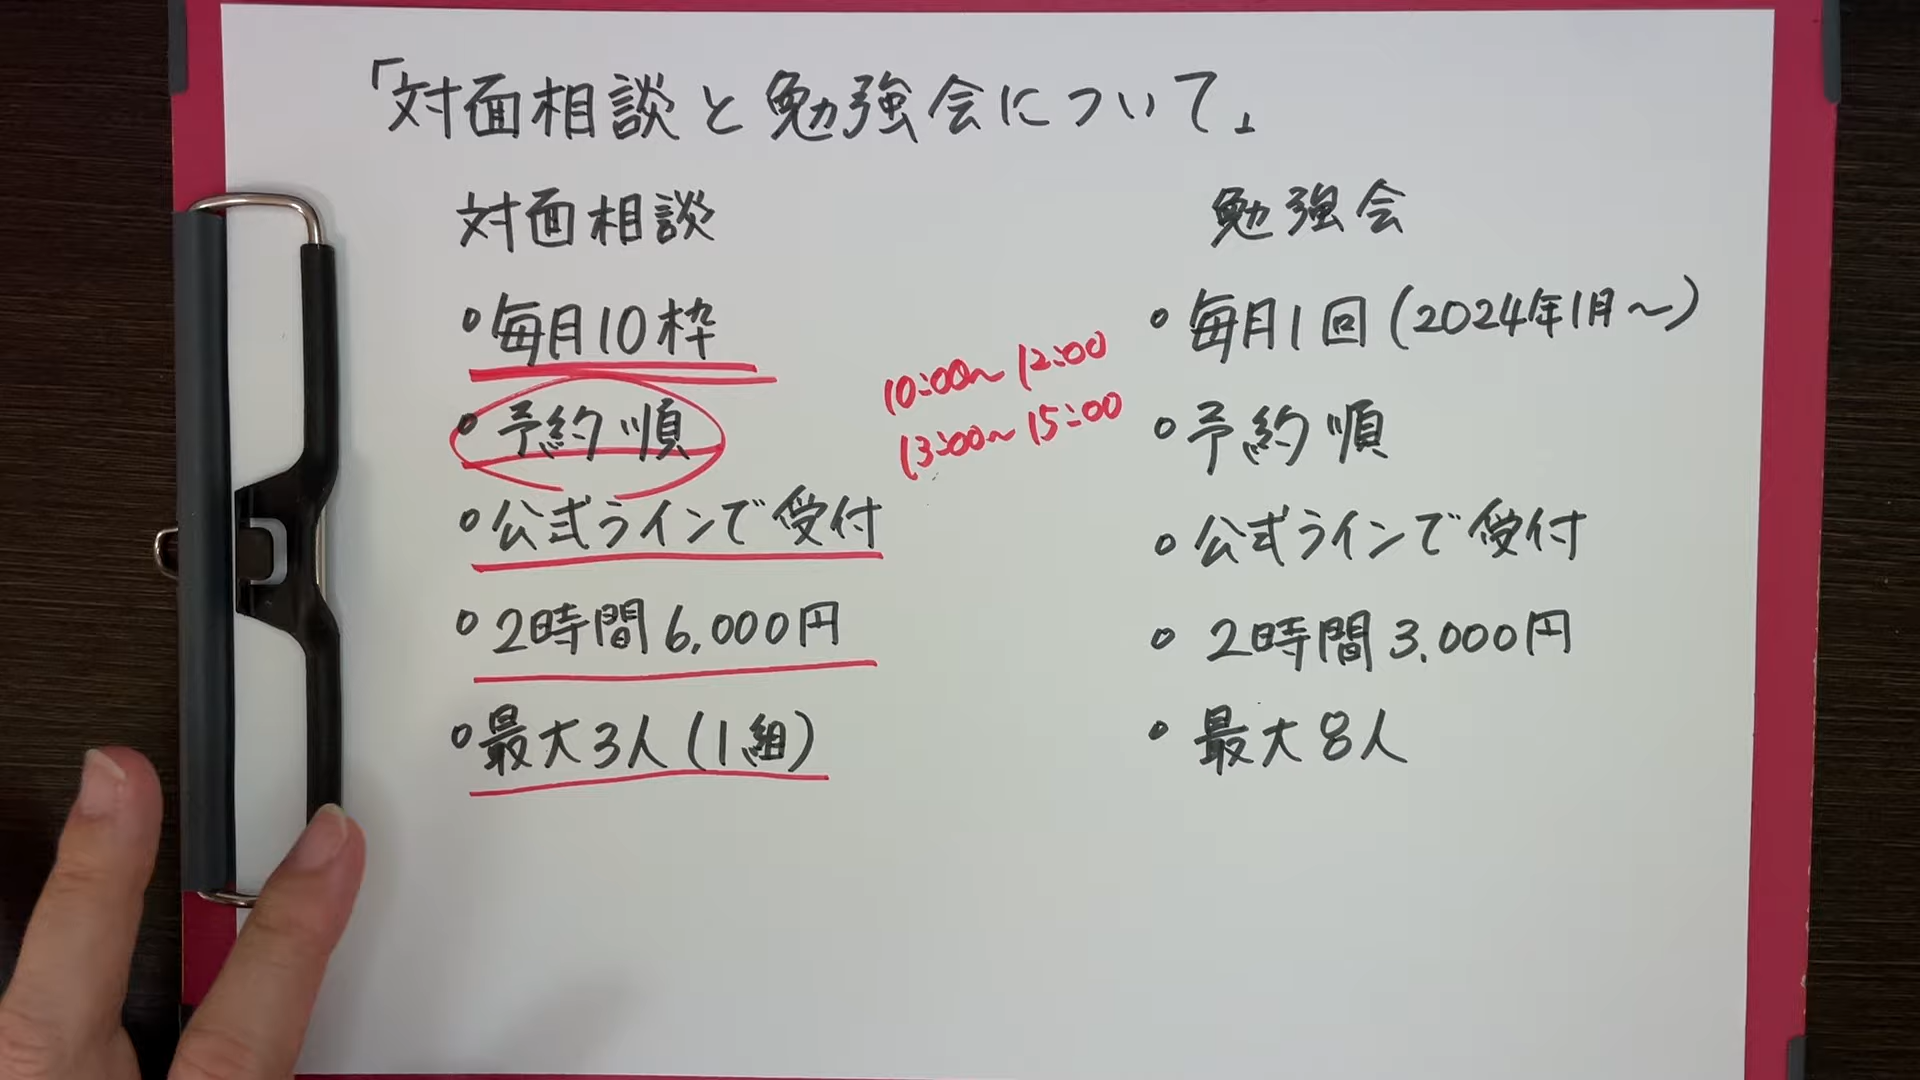 「対面相談と勉強会について」
対面相談
○毎月10枠
○予約順
○公式ラインで受付
○2時間6,000円
○最大3人(1組)
10:00~12:00
13:00~15:00
勉強会
○毎月1回(2024年1月~)
○予約順
○公式ラインで受付
○2時間3,000円
○最大8人